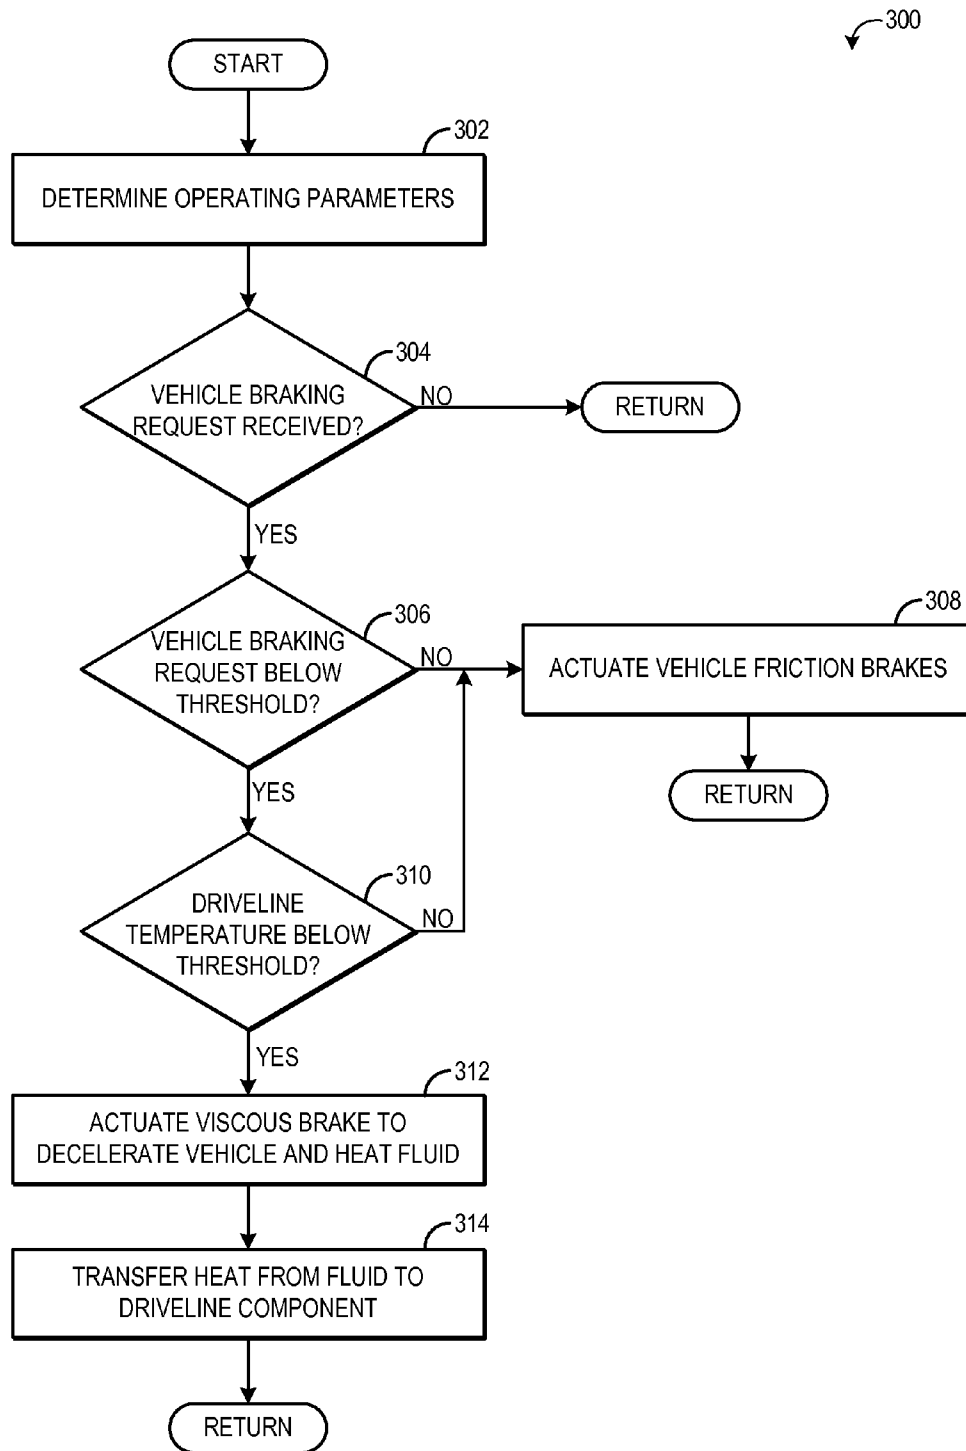 300
START
302
DETERMINE OPERATING PARAMETERS
304
VEHICLE BRAKING
REQUEST RECEIVED?
NO
RETURN
YES
306
VEHICLE BRAKING
REQUEST BELOW
THRESHOLD?
NO
308
ACTUATE VEHICLE FRICTION BRAKES
RETURN
YES
310
DRIVELINE
TEMPERATURE BELOW
THRESHOLD?
NO
YES
312
ACTUATE VISCOUS BRAKE TO
DECELERATE VEHICLE AND HEAT FLUID
314
TRANSFER HEAT FROM FLUID TO
DRIVELINE COMPONENT
RETURN